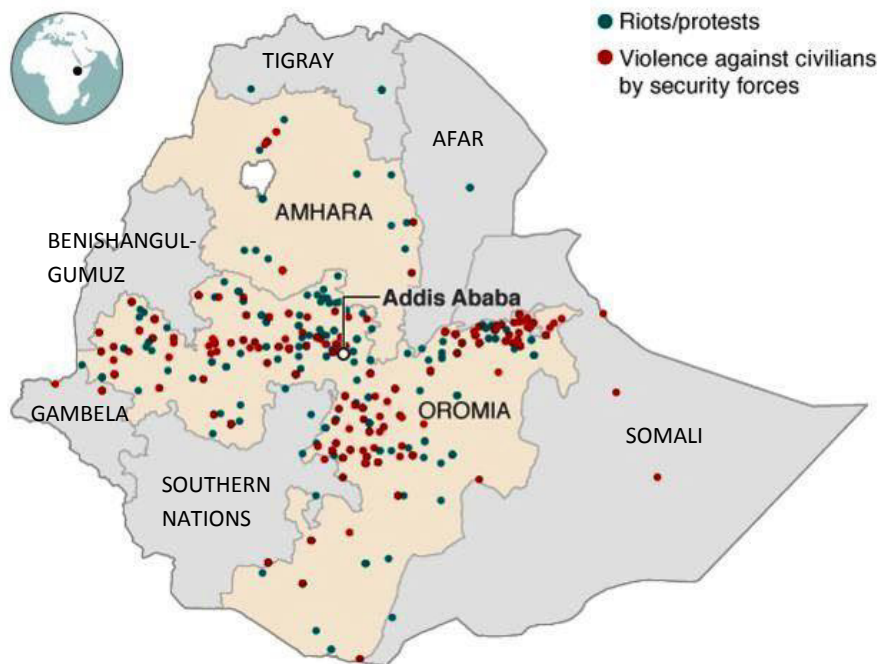 Riots/protests
Violence against civilians
by security forces
TIGRAY
AFAR
AMHARA
BENISHANGUL-
GUMUZ
Addis Ababa
GAMBELA
OROMIA
SOMALI
SOUTHERN
NATIONS